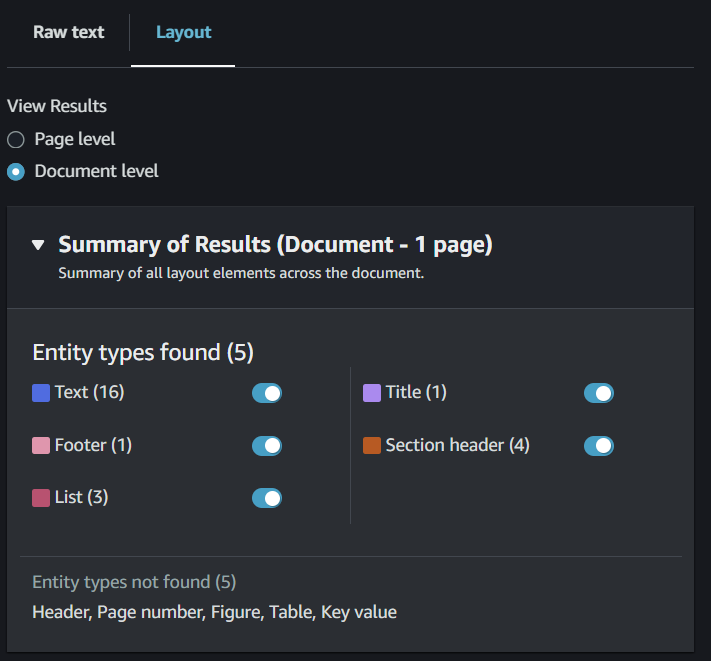 Raw text
Layout
View Results
Page level
Document level
Summary of Results (Document - 1 page)
Summary of all layout elements across the document.
Entity types found (5)
Text (16)
Title (1)
Footer (1)
Section header (4)
List (3)
Entity types not found (5)
Header, Page number, Figure, Table, Key value